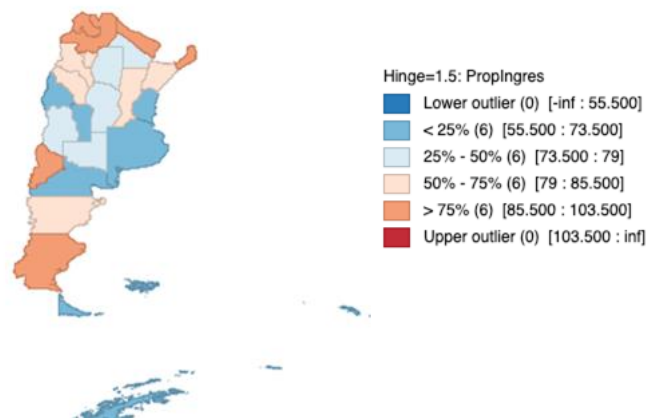 Hinge=1.5: PropIngres
Lower outlier (0) [-inf : 55.500]
< 25% (6) [55.500 : 73.500]
25% - 50% (6) [73.500 : 79]
50% - 75% (6) [79 : 85.500]
> 75% (6) [85.500 : 103.500]
Upper outlier (0) [103.500 : inf]